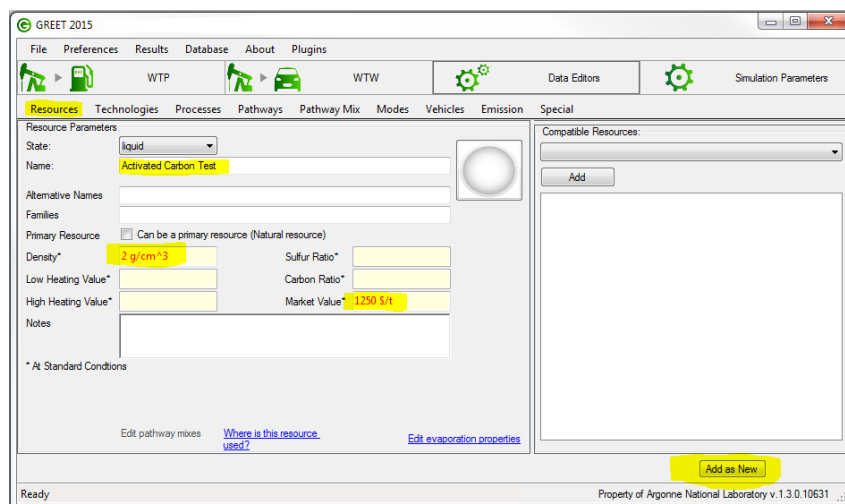 GREET 2015
File Preferences Results Database About Plugins
WTP WTW Data Editors Simulation Parameters
Resources Technologies Processes Pathways Pathway Mix Modes Vehicles Emission Special
Resource Parameters
State: liquid
Name: Activated Carbon Test
Alternative Names
Families
Primary Resource Can be a primary resource (Natural resource)
Density* 2 g/cm^3 Sulfur Ratio*
Low Heating Value* Carbon Ratio*
High Heating Value* Market Value* 1250 $/t
Notes
* At Standard Condtions
Edit pathway mixes Where is this resource used? Edit evaporation properties
Compatible Resources:
Add
Add as New
Ready Property of Argonne National Laboratory v.1.3.0.10631